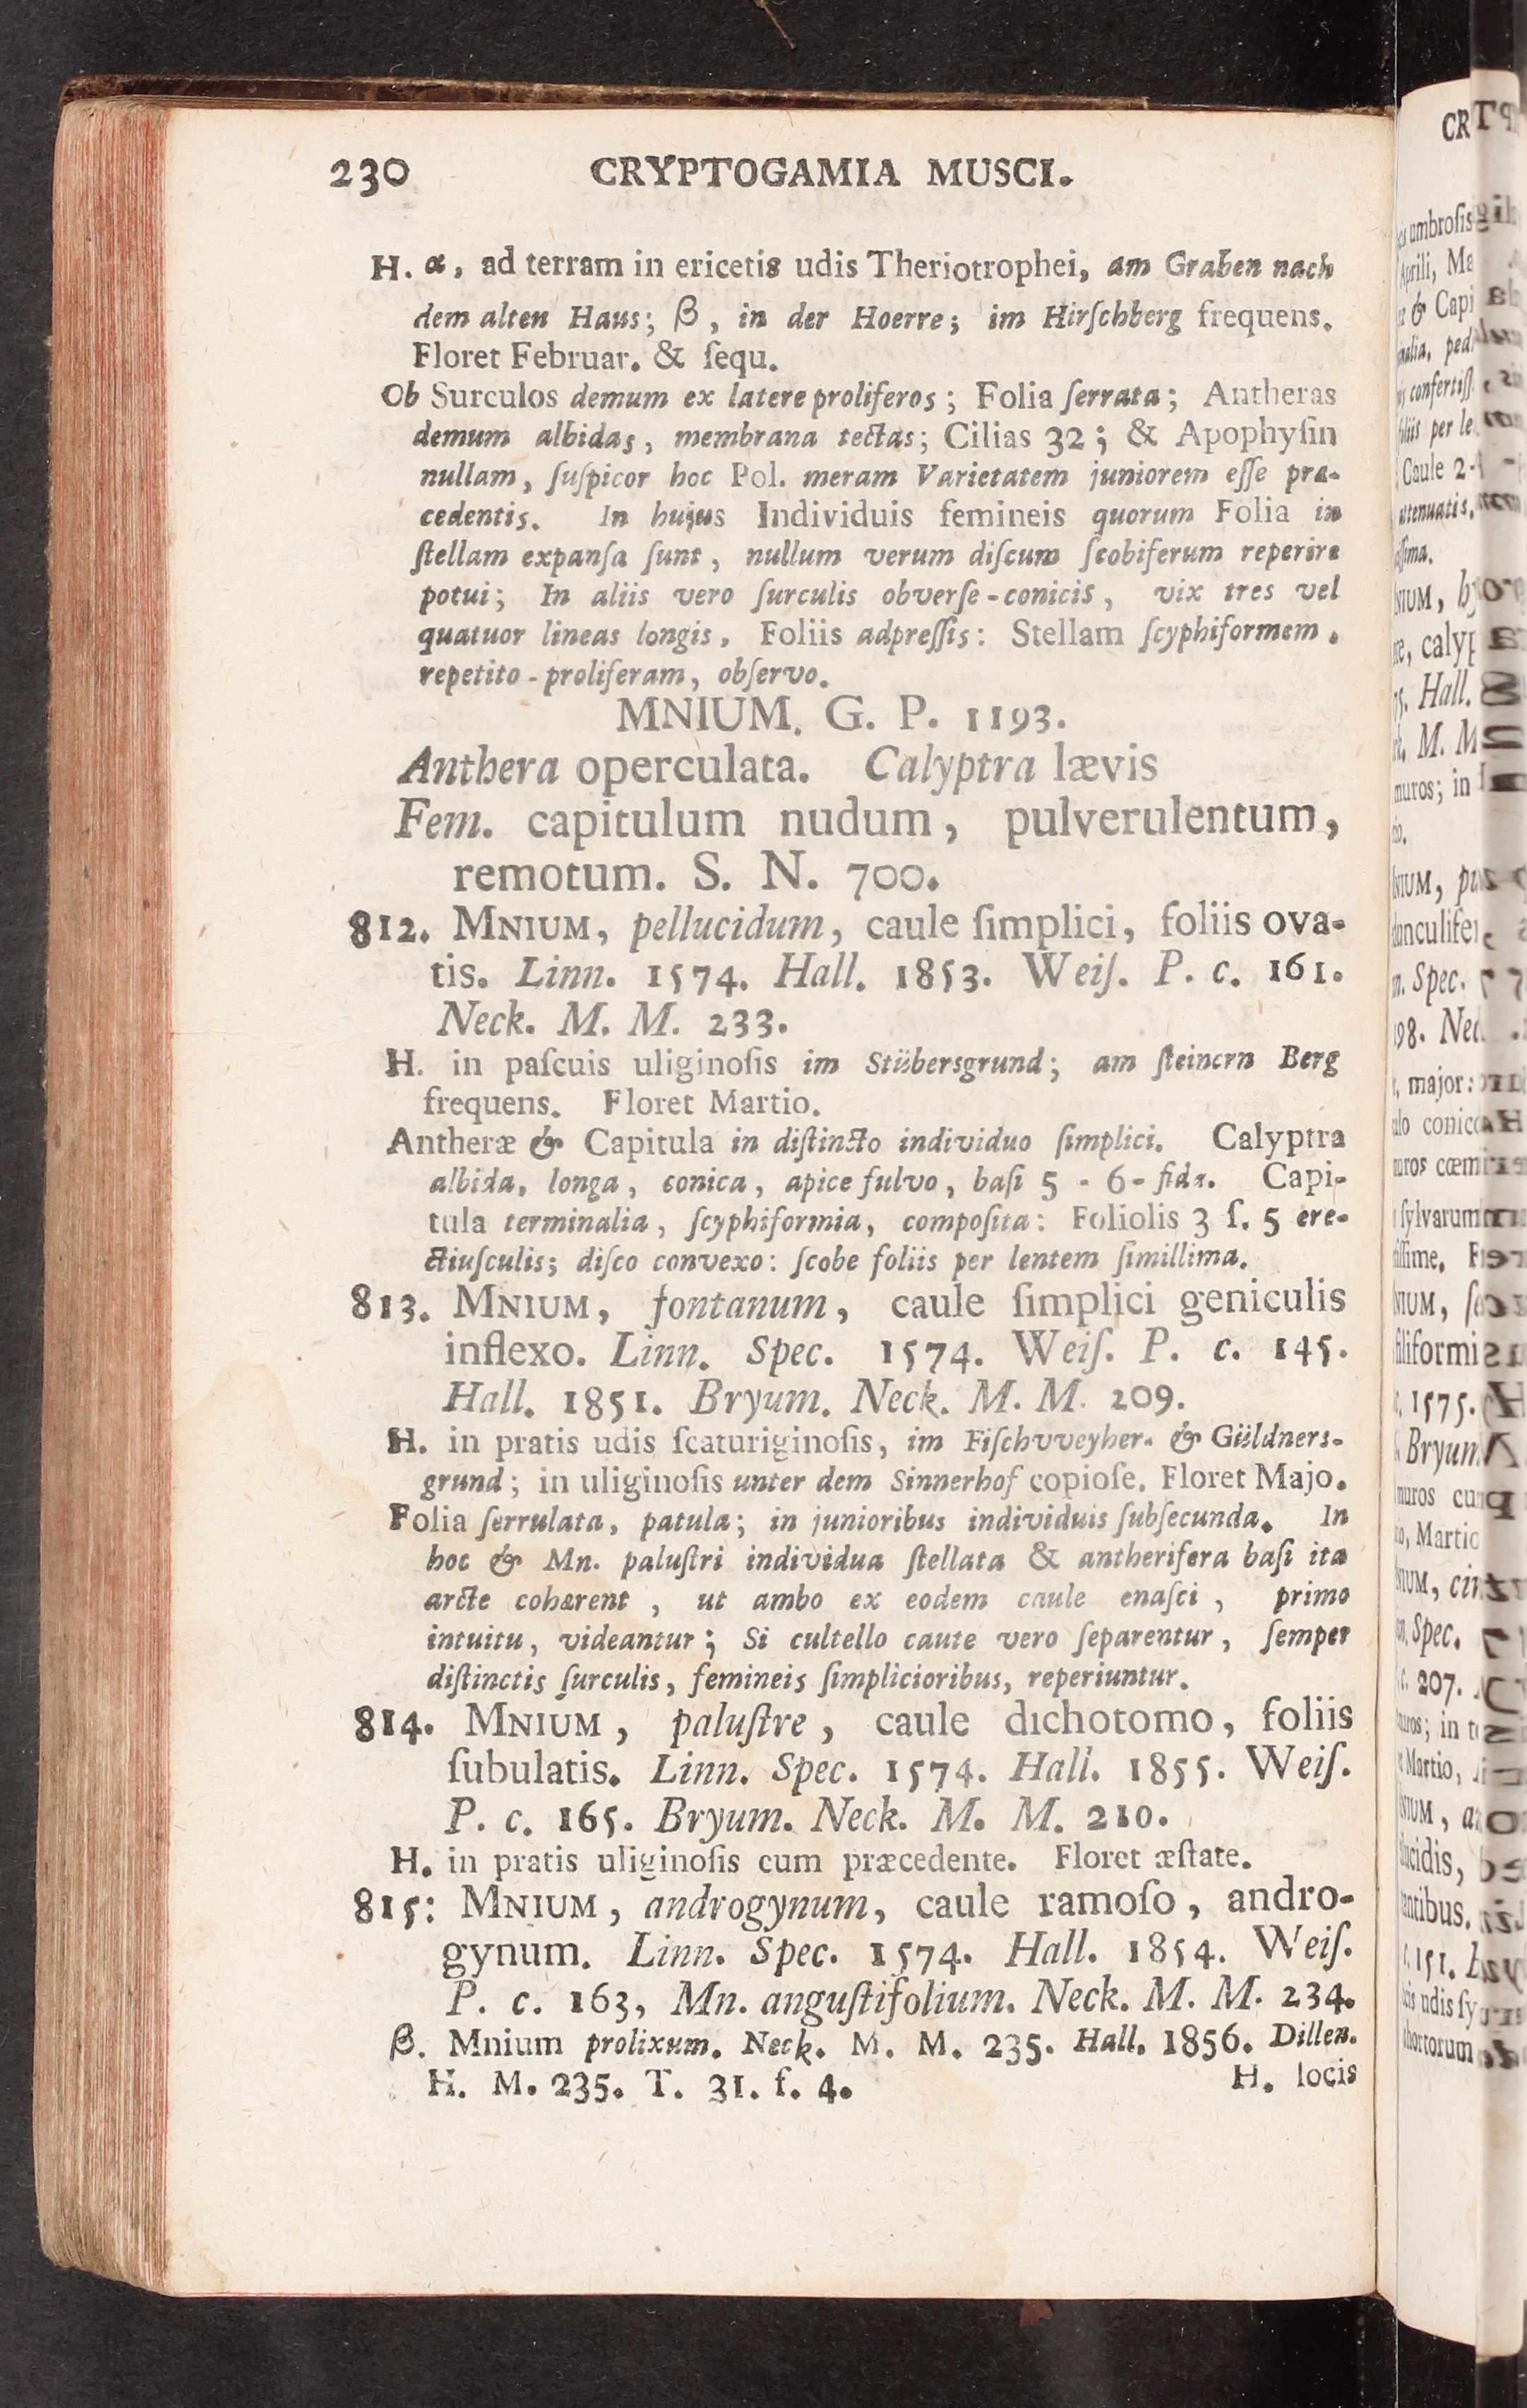 230 CRYPTOGAMIA MUSCI.
H. α, ad terram in ericetis udis Theriotrophei, am Graben nach
dem alten Haus; β, in der Hoerre; im Hirſchberg frequens.
Floret Februar. & ſequ.
Ob Surculos demum ex latere proliferos; Folia ſerrata; Antheras
demum albidas, membrana tectas; Cilias 32; & Apophyſin
nullam, ſuſpicor hoc Pol. meram Varietatem juniorem eſſe præ-
cedentis. In hujus Individuis femineis quorum Folia in
ſtellam expanſa ſunt, nullum verum diſcum ſcobiferum reperire
potui; In aliis vero ſurculis obverſe-conicis, vix tres vel
quatuor lineas longis, Foliis adpreſſis: Stellam ſcyphiformem,
repetito-proliferam, obſervo.
MNIUM. G. P. 1193.
Anthera operculata. Calyptra lævis
Fem. capitulum nudum, pulverulentum,
remotum. S. N. 700.
812. MNIUM, pellucidum, caule ſimplici, foliis ova-
tis. Linn. 1574. Hall. 1853. Weiſ. P. c. 161.
Neck. M. M. 233.
H. in paſcuis uliginoſis im Stübersgrund; am ſteinern Berg
frequens. Floret Martio.
Antheræ & Capitula in diſtincto individuo ſimplici. Calyptra
albida, longa, conica, apice fulvo, baſi 5 - 6- fida. Capi-
tula terminalia, ſcyphiformia, compoſita: Foliolis 3 ſ. 5 ere-
ctiuſculis; diſco convexo: ſcobe foliis per lentem ſimillima.
813. MNIUM, fontanum, caule ſimplici geniculis
inflexo. Linn. Spec. 1574. Weiſ. P. c. 145.
Hall. 1851. Bryum. Neck. M. M. 209.
H. in pratis udis ſcaturiginoſis, im Fiſchvveyher- & Güldners-
grund; in uliginoſis unter dem Sinnerhof copioſe. Floret Majo.
Folia ſerrulata, patula; in junioribus individuis ſubſecunda. In
hoc & Mn. paluſtri individua ſtellata & antherifera baſi ita
arcte cohærent, ut ambo ex eodem caule enaſci, primo
intuitu, videantur; Si cultello caute vero ſeparentur, ſemper
diſtinctis ſurculis, femineis ſimplicioribus, reperiuntur.
814. MNIUM, paluſtre, caule dichotomo, foliis
ſubulatis. Linn. Spec. 1574. Hall. 1855. Weiſ.
P. c. 165. Bryum. Neck. M. M. 210.
H. in pratis uliginoſis cum præcedente. Floret æſtate.
815: MNIUM, androgynum, caule ramoſo, andro-
gynum. Linn. Spec. 1574. Hall. 1854. Weiſ.
P. c. 163, Mn. anguſtifolium. Neck. M. M. 234.
β. Mnium prolixum. Neck. M. M. 235. Hall. 1856. Dillen.
H. M. 235. T. 31. f. 4.
H. locis